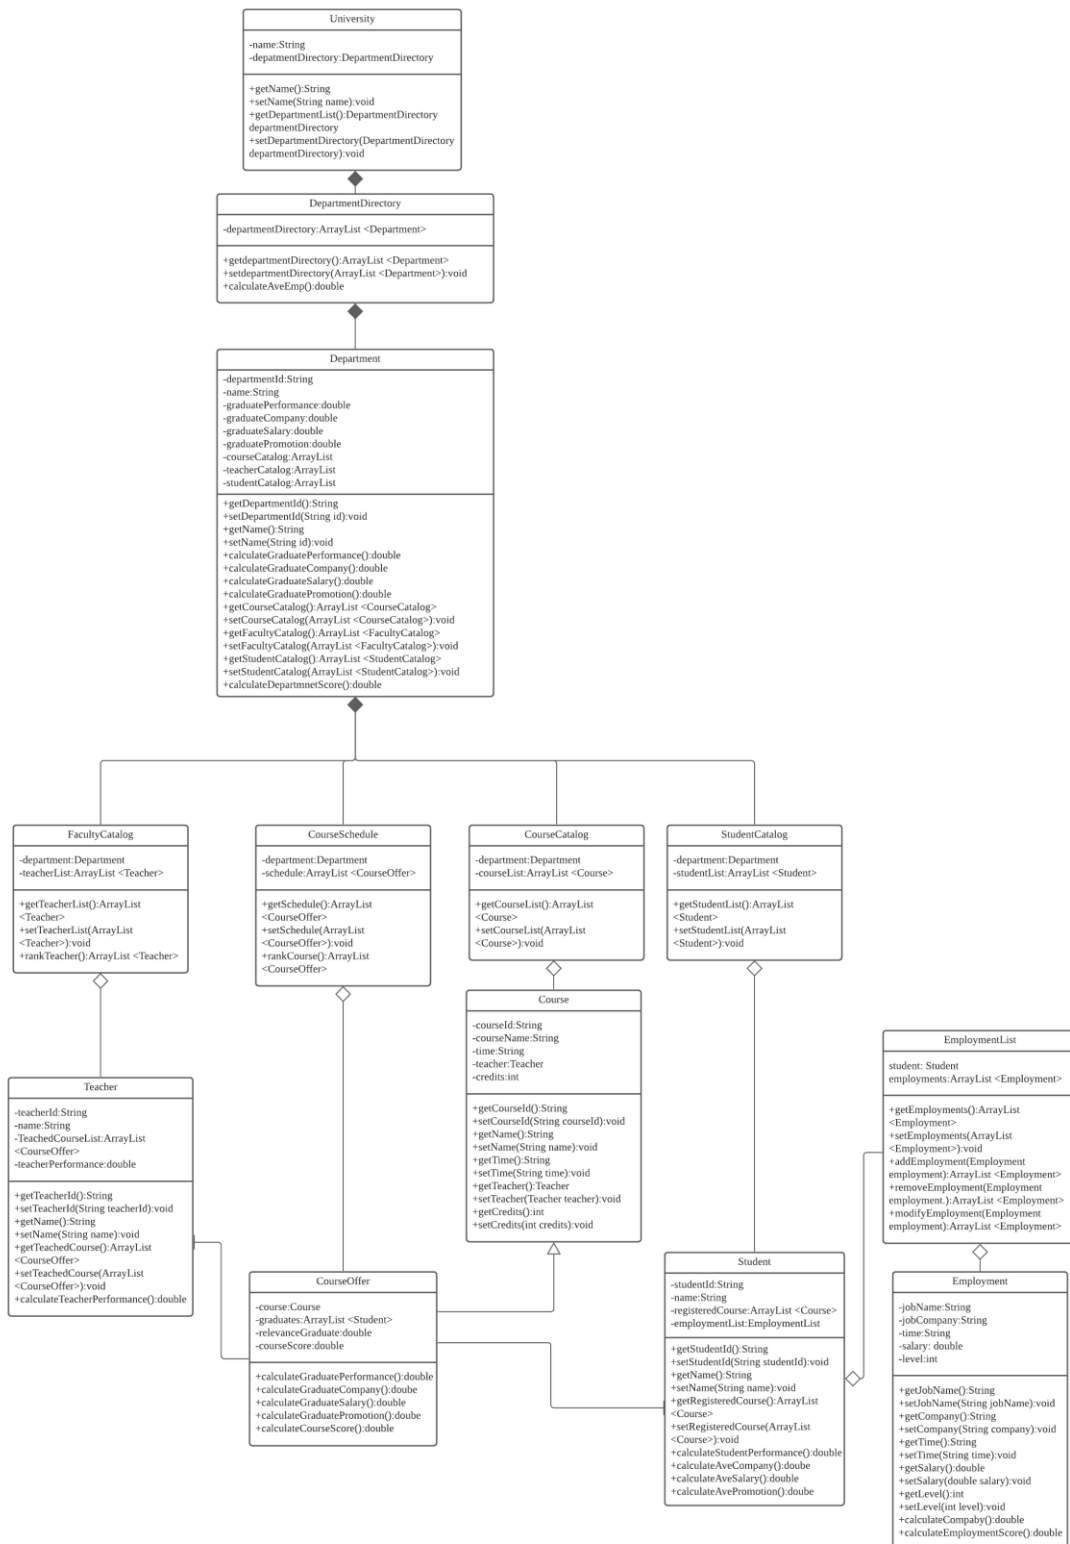 University
-name:String
-depatmentDirectory:DepartmentDirectory
+getName():String
+setName(String name):void
+getDepartmentList():DepartmentDirectory
departmentDirectory
+setDepartmentDirectory(DepartmentDirectory
departmentDirectory):void
DepartmentDirectory
-departmentDirectory:ArrayList <Department>
+getdepartmentDirectory():ArrayList <Department>
+setdepartmentDirectory(ArrayList <Department>):void
+calculateAveEmp():double
Department
-departmentId:String
-name:String
-graduatePerformance:double
-graduateCompany:double
-graduateSalary:double
-graduatePromotion:double
-courseCatalog:ArrayList
-teacherCatalog:ArrayList
-studentCatalog:ArrayList
+getDepartmentId():String
+setDepartmentId(String id):void
+getName():String
+setName(String id):void
+calculateGraduatePerformance():double
+calculateGraduateCompany():double
+calculateGraduateSalary():double
+calculateGraduatePromotion():double
+getCourseCatalog():ArrayList <CourseCatalog>
+setCourseCatalog(ArrayList <CourseCatalog>):void
+getFacultyCatalog():ArrayList <FacultyCatalog>
+setFacultyCatalog(ArrayList <FacultyCatalog>):void
+getStudentCatalog():ArrayList <StudentCatalog>
+setStudentCatalog(ArrayList <StudentCatalog>):void
+calculateDepartmnetScore():double
FacultyCatalog
-department:Department
-teacherList:ArrayList <Teacher>
+getTeacherList():ArrayList
<Teacher>
+setTeacherList(ArrayList
<Teacher>):void
+rankTeacher():ArrayList <Teacher>
CourseSchedule
-department:Department
-schedule:ArrayList <CourseOffer>
+getSchedule():ArrayList
<CourseOffer>
+setSchedule(ArrayList
<CourseOffer>):void
+rankCourse():ArrayList
<CourseOffer>
CourseCatalog
-department:Department
-courseList:ArrayList <Course>
+getCourseList():ArrayList
<Course>
+setCourseList(ArrayList
<Course>):void
StudentCatalog
-department:Department
-studentList:ArrayList <Student>
+getStudentList():ArrayList
<Student>
+setStudentList(ArrayList
<Student>):void
Course
-courseId:String
-courseName:String
-time:String
-teacher:Teacher
-credits:int
+getCourseId():String
+setCourseId(String courseId):void
+getName():String
+setName(String name):void
+getTime():String
+setTime(String time):void
+getTeacher():Teacher
+setTeacher(Teacher teacher):void
+getCredits():int
+setCredits(int credits):void
EmploymentList
student: Student
employments:ArrayList <Employment>
+getEmployments():ArrayList
<Employment>
+setEmployments(ArrayList
<Employment>):void
+addEmployment(Employment
employment):ArrayList <Employment>
+removeEmployment(Employment
employment.):ArrayList <Employment>
+modifyEmployment(Employment
employment):ArrayList <Employment>
Teacher
-teacherId:String
-name:String
-TeachedCourseList:ArrayList
<CourseOffer>
-teacherPerformance:double
+getTeacherId():String
+setTeacherId(String teacherId):void
+getName():String
+setName(String name):void
+getTeachedCourse():ArrayList
<CourseOffer>
+setTeachedCourse(ArrayList
<CourseOffer>):void
+calculateTeacherPerformance():double
CourseOffer
-course:Course
-graduates:ArrayList <Student>
-relevanceGraduate:double
-courseScore:double
+calculateGraduatePerformance():double
+calculateGraduateCompany():doube
+calculateGraduateSalary():double
+calculateGraduatePromotion():doube
+calculateCourseScore():double
Student
-studentId:String
-name:String
-registeredCourse:ArrayList <Course>
-employmentList:EmploymentList
+getStudentId():String
+setStudentId(String studentId):void
+getName():String
+setName(String name):void
+getRegisteredCourse():ArrayList
<Course>
+setRegisteredCourse(ArrayList
<Course>):void
+calculateStudentPerformance():double
+calculateAveCompany():doube
+calculateAveSalary():double
+calculateAvePromotion():doube
Employment
-jobName:String
-jobCompany:String
-time:String
-salary: double
-level:int
+getJobName():String
+setJobName(String jobName):void
+getCompany():String
+setCompany(String company):void
+getTime():String
+setTime(String time):void
+getSalary():double
+setSalary(double salary):void
+getLevel():int
+setLevel(int level):void
+calculateCompaby():double
+calculateEmploymentScore():double